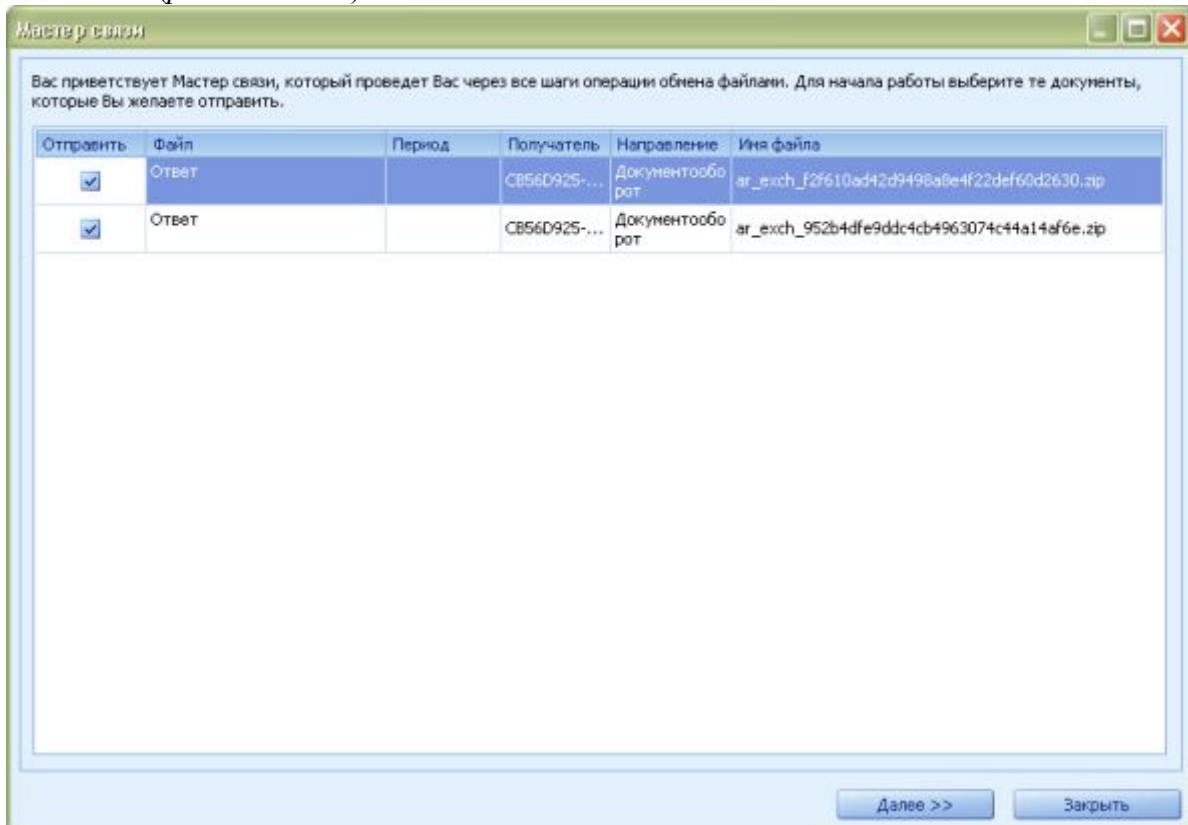 Мастер связи
Вас приветствует Мастер связи, который проведет Вас через все шаги операции обмена файлами. Для начала работы выберите те документы,
которые Вы желаете отправить.
Отправить Файл Период Получатель Направление Имя файла
Ответ CB56D925-... Документообо
рот ar_exch_f2f610ad42d9498a8e4f22def60d2630.zip
Ответ CB56D925-... Документообо
рот ar_exch_952b4dfe9ddc4cb4963074c44a14af6e.zip
Далее >> Закрыть